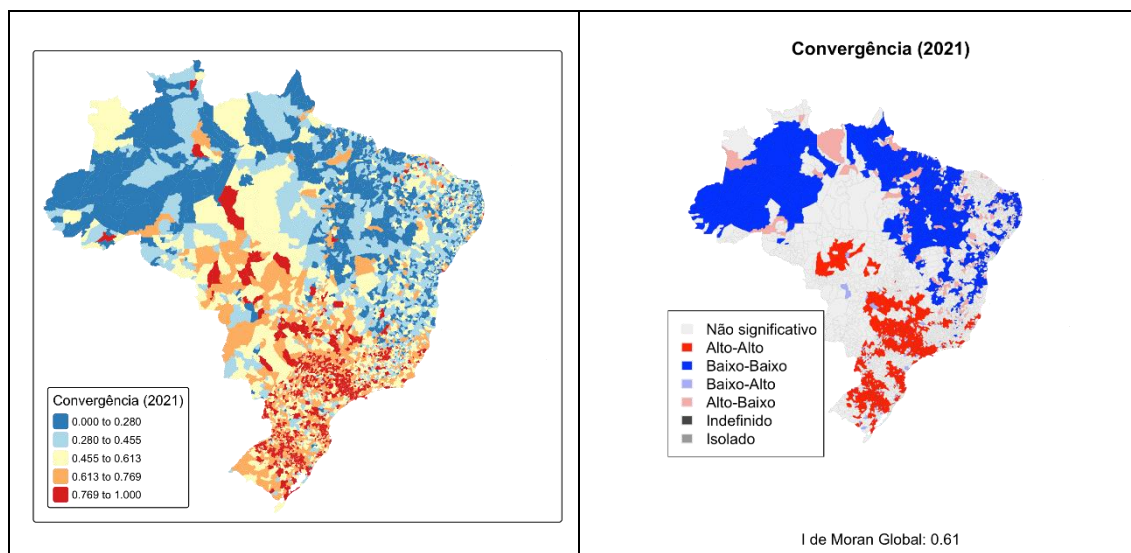 Convergência (2021)
0.000 to 0.280
0.280 to 0.455
0.455 to 0.613
0.613 to 0.769
0.769 to 1.000
Convergência (2021)
Não significativo
Alto-Alto
Baixo-Baixo
Baixo-Alto
Alto-Baixo
Indefinido
Isolado
I de Moran Global: 0.61